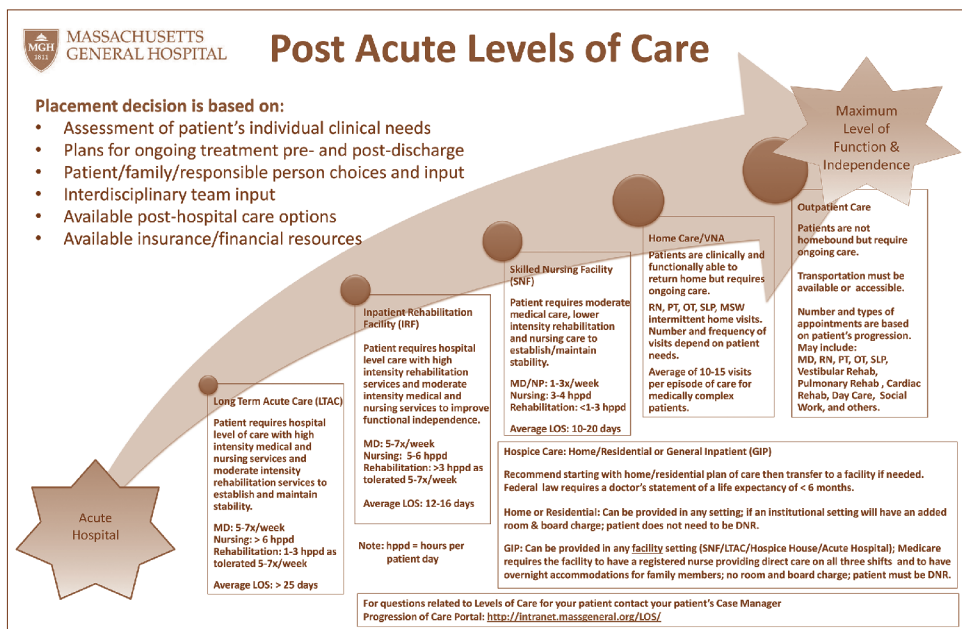 MGH
1811
MASSACHUSETTS
GENERAL HOSPITAL
Post Acute Levels of Care
Placement decision is based on:
• Assessment of patient's individual clinical needs
• Plans for ongoing treatment pre- and post-discharge
• Patient/family/responsible person choices and input
• Interdisciplinary team input
• Available post-hospital care options
• Available insurance/financial resources
Maximum
Level of
Function &
Independence
Acute
Hospital
Long Term Acute Care (LTAC)
Patient requires hospital
level of care with high
intensity medical and
nursing services and
moderate intensity
rehabilitation services to
establish and maintain
stability.
MD: 5-7x/week
Nursing: > 6 hppd
Rehabilitation: 1-3 hppd as
tolerated 5-7x/week
Average LOS: > 25 days
Inpatient Rehabilitation
Facility (IRF)
Patient requires hospital
level care with high
intensity rehabilitation
services and moderate
intensity medical and
nursing services to improve
functional independence.
MD: 5-7x/week
Nursing: 5-6 hppd
Rehabilitation: >3 hppd as
tolerated 5-7x/week
Average LOS: 12-16 days
Note: hppd = hours per
patient day
Skilled Nursing Facility
(SNF)
Patient requires moderate
medical care, lower
intensity rehabilitation
and nursing care to
establish/maintain
stability.
MD/NP: 1-3x/week
Nursing: 3-4 hppd
Rehabilitation: <1-3 hppd
Average LOS: 10-20 days
Home Care/VNA
Patients are clinically and
functionally able to
return home but requires
ongoing care.
RN, PT, OT, SLP, MSW
intermittent home visits.
Number and frequency of
visits depend on patient
needs.
Average of 10-15 visits
per episode of care for
medically complex
patients.
Outpatient Care
Patients are not
homebound but require
ongoing care.
Transportation must be
available or accessible.
Number and types of
appointments are based
on patient's progression.
May include:
MD, RN, PT, OT, SLP,
Vestibular Rehab,
Pulmonary Rehab , Cardiac
Rehab, Day Care, Social
Work, and others.
Hospice Care: Home/Residential or General Inpatient (GIP)
Recommend starting with home/residential plan of care then transfer to a facility if needed.
Federal law requires a doctor's statement of a life expectancy of < 6 months.
Home or Residential: Can be provided in any setting; if an institutional setting will have an added
room & board charge; patient does not need to be DNR.
GIP: Can be provided in any facility setting (SNF/LTAC/Hospice House/Acute Hospital); Medicare
requires the facility to have a registered nurse providing direct care on all three shifts and to have
overnight accommodations for family members; no room and board charge; patient must be DNR.
For questions related to Levels of Care for your patient contact your patient's Case Manager
Progression of Care Portal: http://intranet.massgeneral.org/LOS/